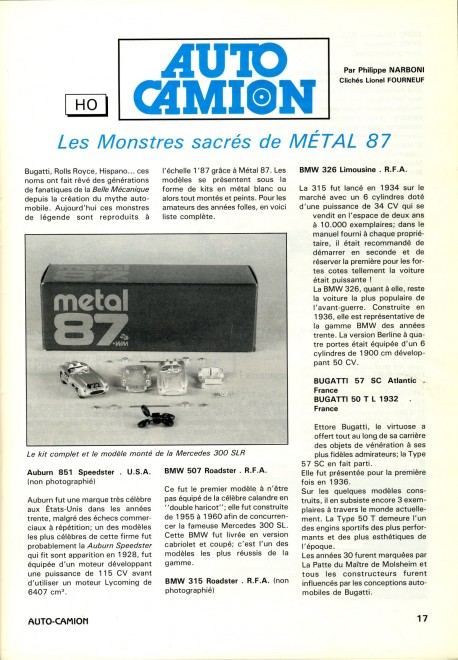 AUTO
CAMION
Par Philippe NARBONI
Clichés Lionel FOURNEUF
HO
Les Monstres sacrés de MÉTAL 87
Bugatti, Rolls Royce, Hispano... ces
noms ont fait rêvé des générations
de fanatiques de la Belle Mécanique
depuis la création du mythe auto-
mobile. Aujourd'hui ces monstres
de légende sont reproduits à
l'échelle 1'87 grâce à Métal 87. Les
modèles se présentent sous la
forme de kits en métal blanc ou
alors tout montés et peints. Pour les
amateurs des années folles, en voici
liste complète.
metal
87
WM
Le kit complet et le modèle monté de la Mercedes 300 SLR
Auburn 851 Speedster . U.S.A.
(non photographié)
Auburn fut une marque très célèbre
aux États-Unis dans les années
trente, malgré des échecs commer-
ciaux à répétition; un des modèles
les plus célèbres de cette firme fut
probablement la Auburn Speedster
qui fit sont apparition en 1928, fut
équipée d'un moteur développant
une puissance de 115 CV avant
d'utiliser un moteur Lycoming de
6407 cm³.
BMW 507 Roadster . R.F.A.
Ce fut le premier modèle à n'être
pas équipé de la célèbre calandre en
''double haricot''; elle fut construite
de 1955 à 1960 afin de concurren-
cer la fameuse Mercedes 300 SL.
Cette BMW fut livrée en version
cabriolet et coupé; c'est l'un des
modèles les plus réussis de la
gamme.
BMW 315 Roadster . R.F.A. (non
photographié)
BMW 326 Limousine . R.F.A.
La 315 fut lancé en 1934 sur le
marché avec un 6 cylindres doté
d'une puissance de 34 CV qui se
vendit en l'espace de deux ans
à 10.000 exemplaires; dans le
manuel fourni à chaque proprié-
taire, il était recommandé de
démarrer en seconde et de
réserver la première pour les for-
tes cotes tellement la voiture
était puissante !
La BMW 326, quant à elle, reste
la voiture la plus populaire de
l'avant-guerre. Construite en
1936, elle est représentative de
la gamme BMW des années
trente. La version Berline à quat-
tre portes était équipée d'un 6
cylindres de 1900 cm dévelop-
pant 50 CV.
BUGATTI 57 SC Atlantic .
France
BUGATTI 50 T L 1932 .
France
Ettore Bugatti, le virtuose a
offert tout au long de sa carrière
des objets de vénération à ses
plus fidèles admirateurs; la Type
57 SC en fait parti.
Elle fut présentée pour la première
fois en 1936.
Sur les quelques modèles cons-
truits, il en subsiste encore 3 exem-
plaires à travers le monde actuelle-
ment. La Type 50 T demeure l'un
des engins sportifs des plus perfor-
mants et des plus esthétiques de
l'époque.
Les années 30 furent marquées par
La Patte du Maître de Molsheim et
tous les constructeurs furent
influencés par les conceptions auto-
mobiles de Bugatti.
AUTO-CAMION
17